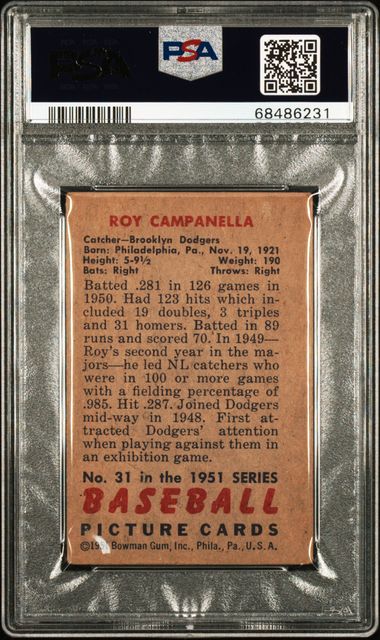 PSA
PSA
68486231
ROY CAMPANELLA
Catcher—Brooklyn Dodgers
Born: Philadelphia, Pa., Nov. 19, 1921
Height: 5-9½ Weight: 190
Bats: Right Throws: Right
Batted .281 in 126 games in
1950. Had 123 hits which in-
cluded 19 doubles, 3 triples
and 31 homers. Batted in 89
runs and scored 70. In 1949—
Roy's second year in the ma-
jors—he led NL catchers who
were in 100 or more games
with a fielding percentage of
.985. Hit .287. Joined Dodgers
mid-way in 1948. First at-
tracted Dodgers' attention
when playing against them in
an exhibition game.
No. 31 in the 1951 SERIES
BASEBALL
PICTURE CARDS
©1951 Bowman Gum, Inc., Phila., Pa., U.S.A.
PSA